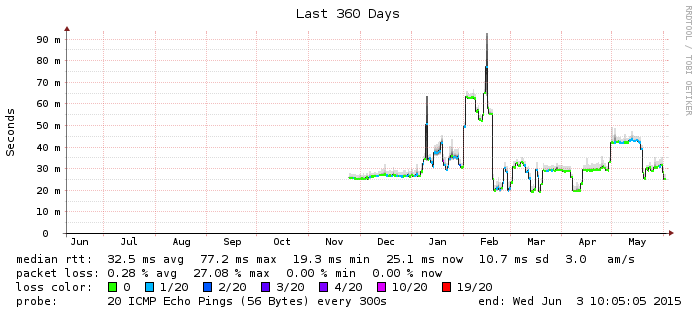 Last 360 Days
RRDTOOL / TOBI OETIKER
Seconds
90 m
80 m
70 m
60 m
50 m
40 m
30 m
20 m
10 m
0
Jun Jul Aug Sep Oct Nov Dec Jan Feb Mar Apr May
median rtt: 32.5 ms avg 77.2 ms max 19.3 ms min 25.1 ms now 10.7 ms sd 3.0 am/s
packet loss: 0.28 % avg 27.08 % max 0.00 % min 0.00 % now
loss color: 0 1/20 2/20 3/20 4/20 10/20 19/20
probe: 20 ICMP Echo Pings (56 Bytes) every 300s end: Wed Jun 3 10:05:05 2015